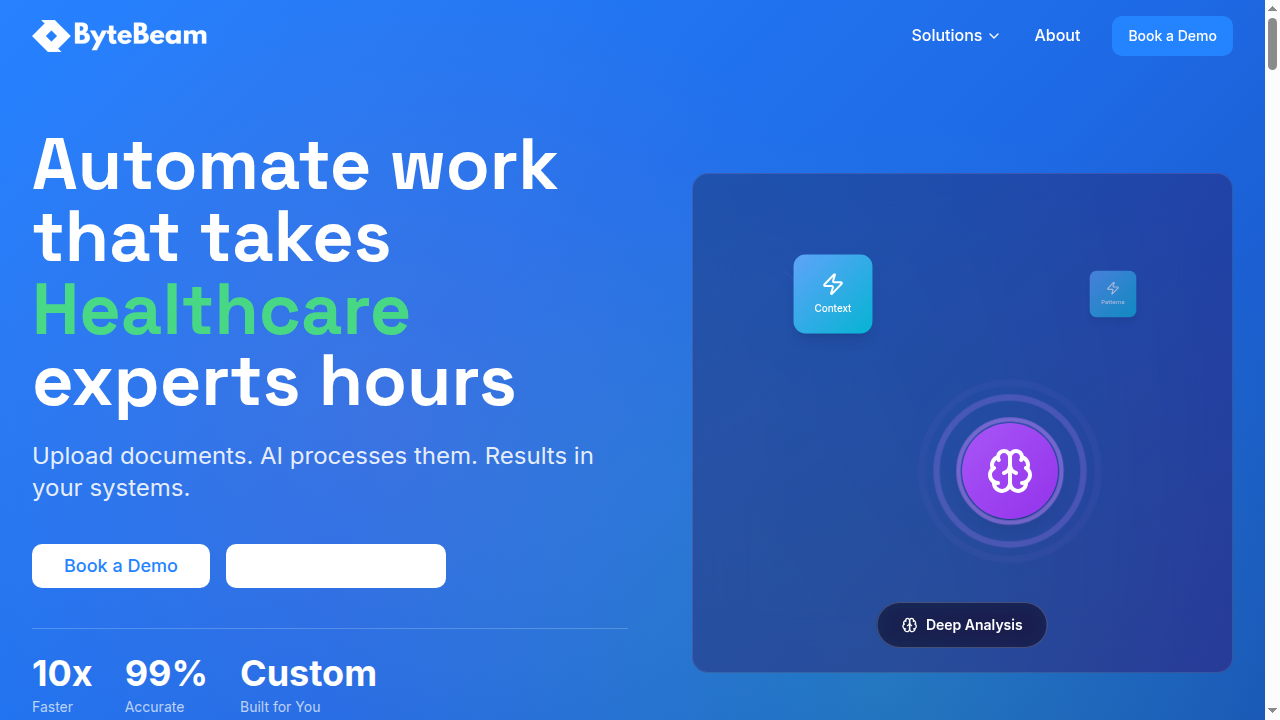 ByteBeam
Solutions
About
Book a Demo
Automate work
that takes
Healthcare
experts hours
Upload documents. AI processes them. Results in
your systems.
Book a Demo
10x
Faster
99%
Accurate
Custom
Built for You
Context
Patterns
Deep Analysis